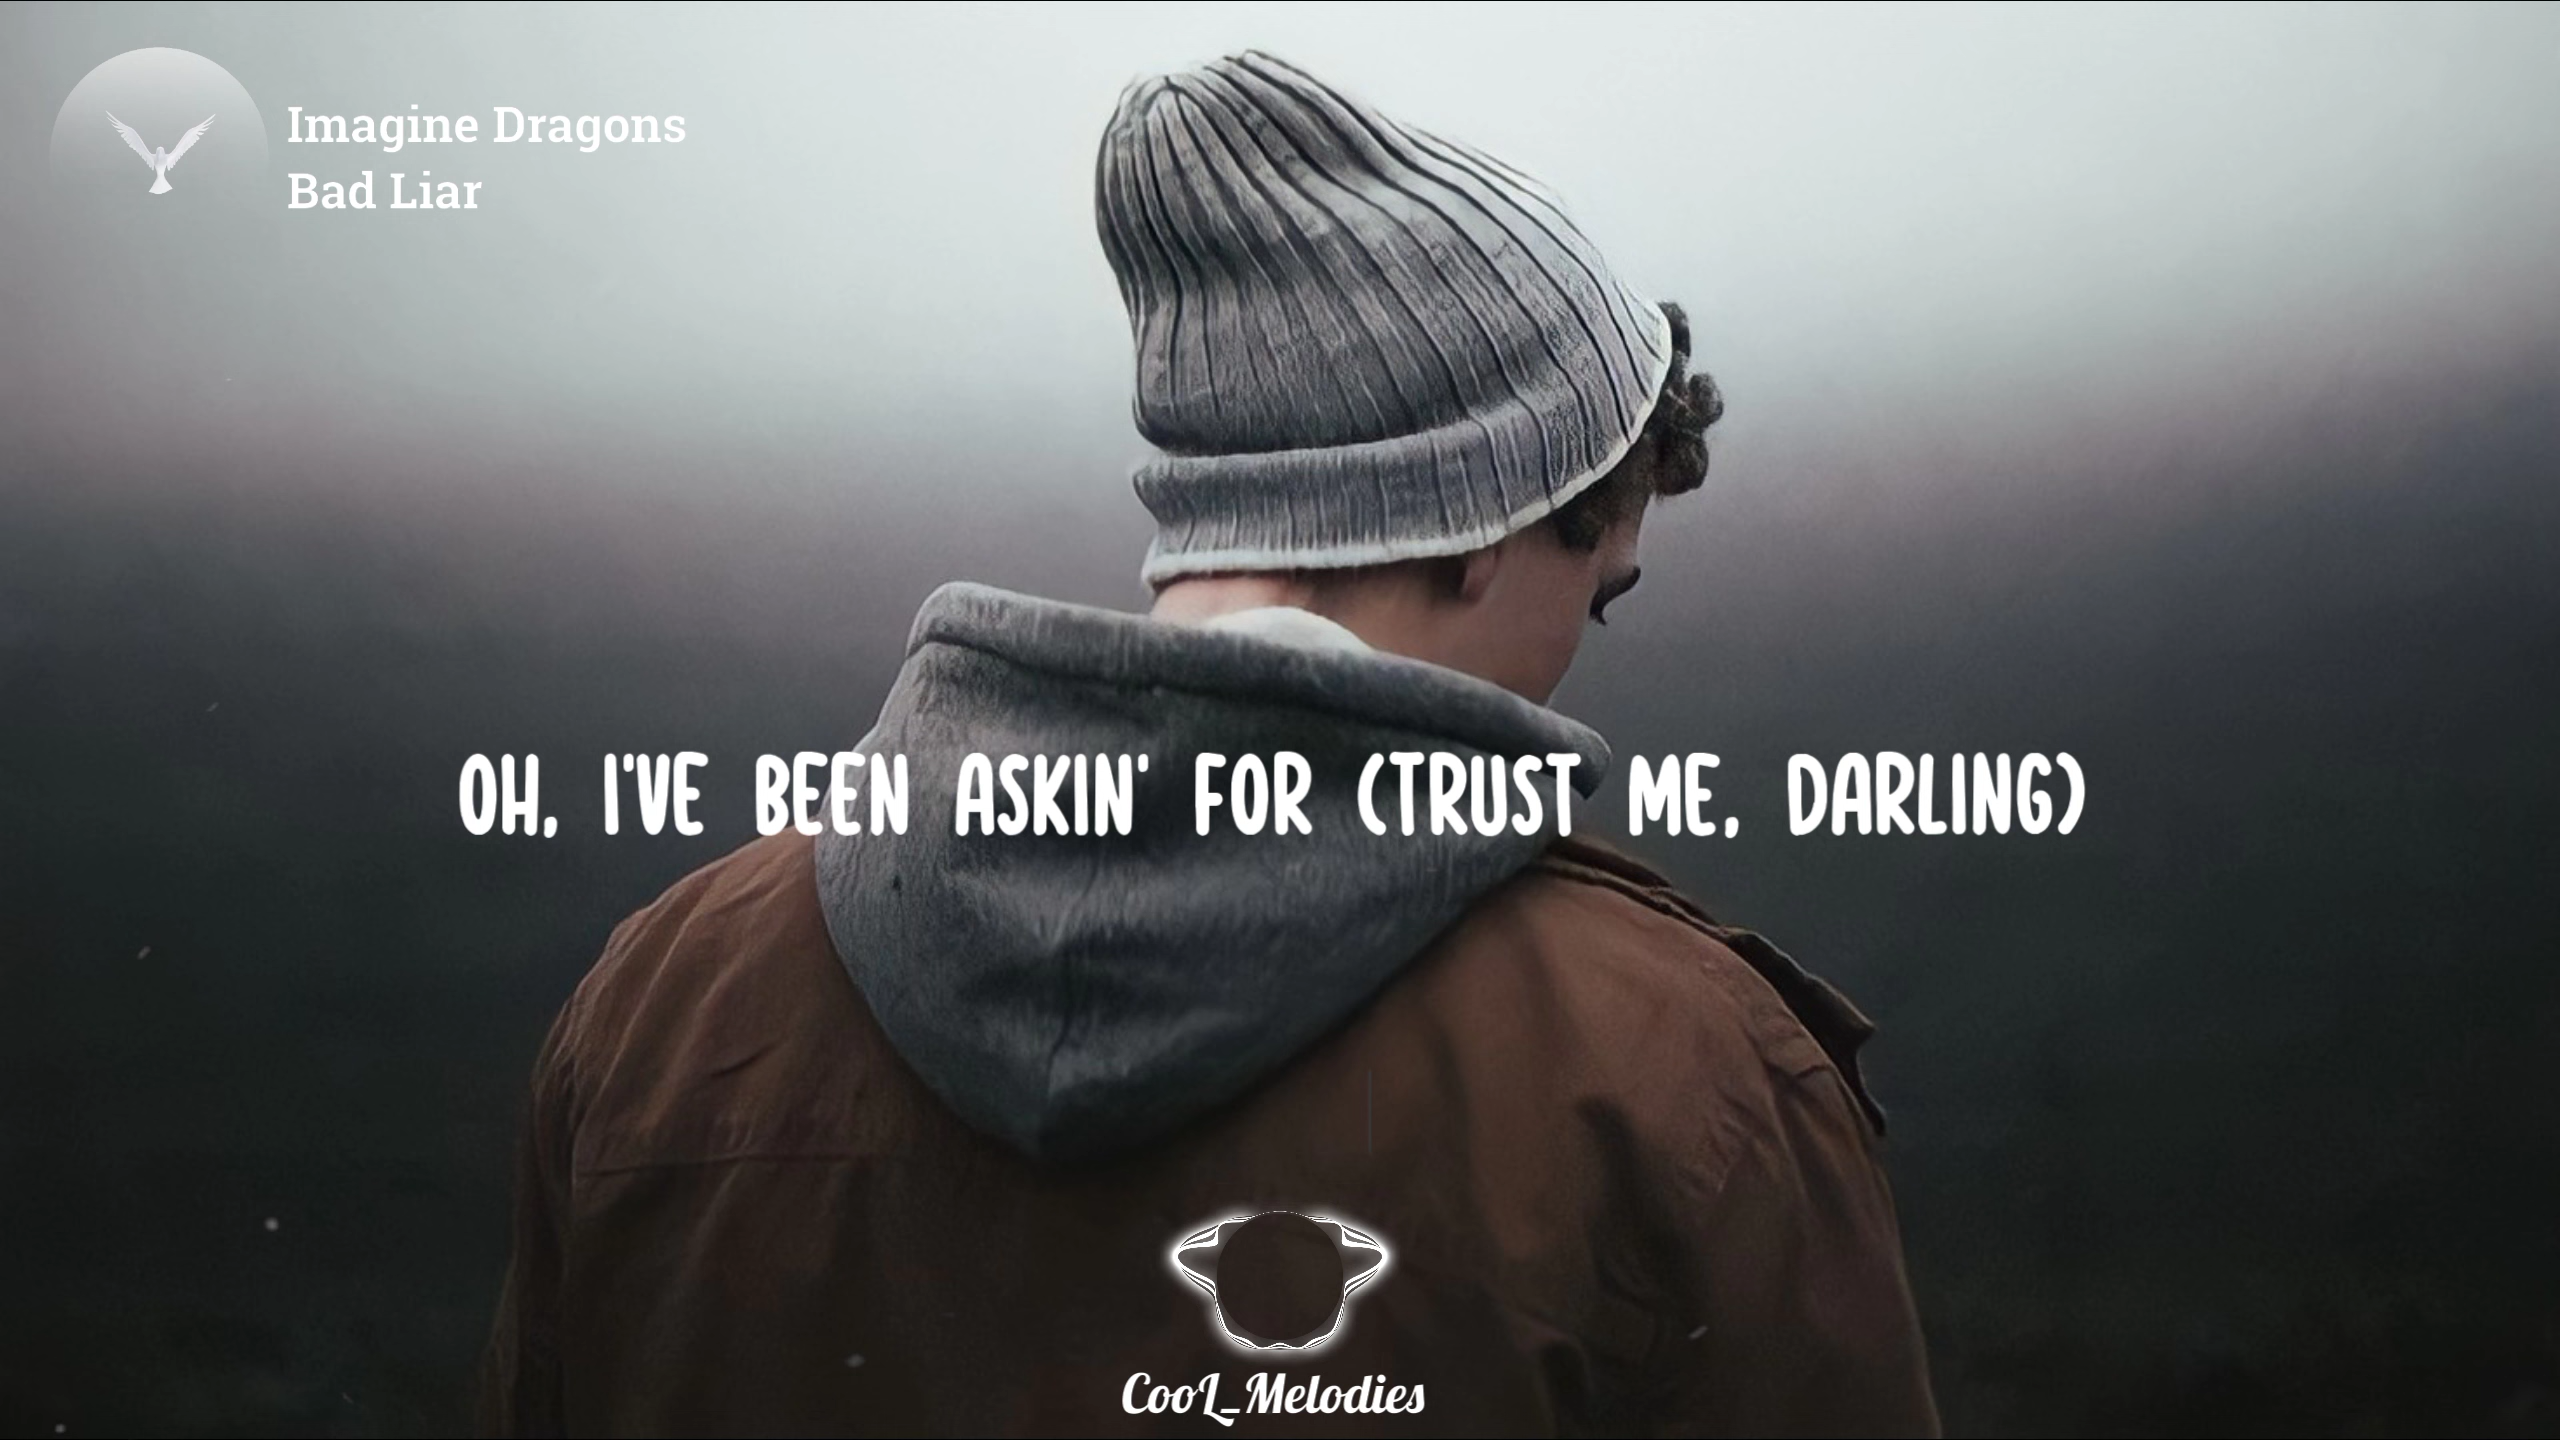 Imagine Dragons
Bad Liar
OH, I'VE BEEN ASKIN' FOR (TRUST ME, DARLING)
CooL_Melodies